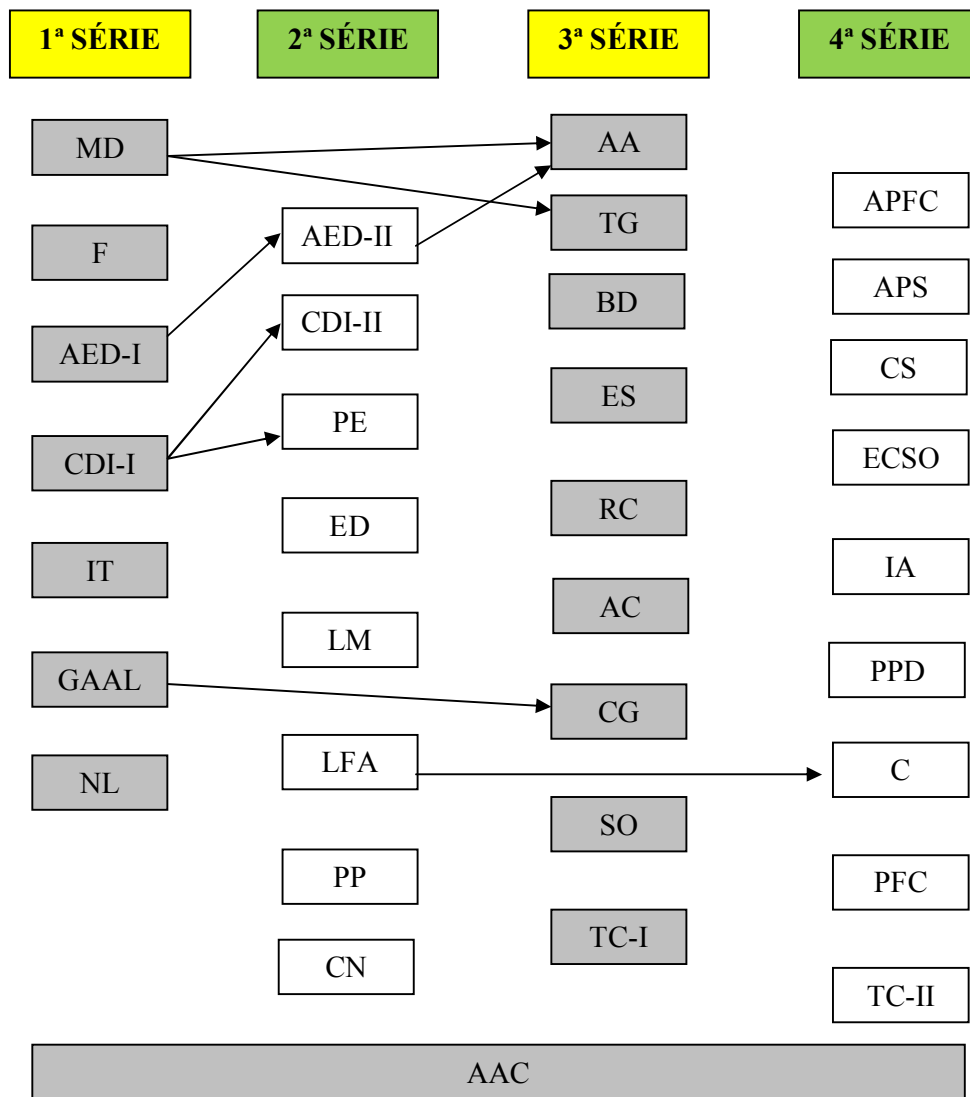 1ª SÉRIE
2ª SÉRIE
3ª SÉRIE
4ª SÉRIE
MD
F
AED-I
CDI-I
IT
GAAL
NL
AED-II
CDI-II
PE
ED
LM
LFA
PP
CN
AA
TG
BD
ES
RC
AC
CG
SO
TC-I
APFC
APS
CS
ECSO
IA
PPD
C
PFC
TC-II
AAC